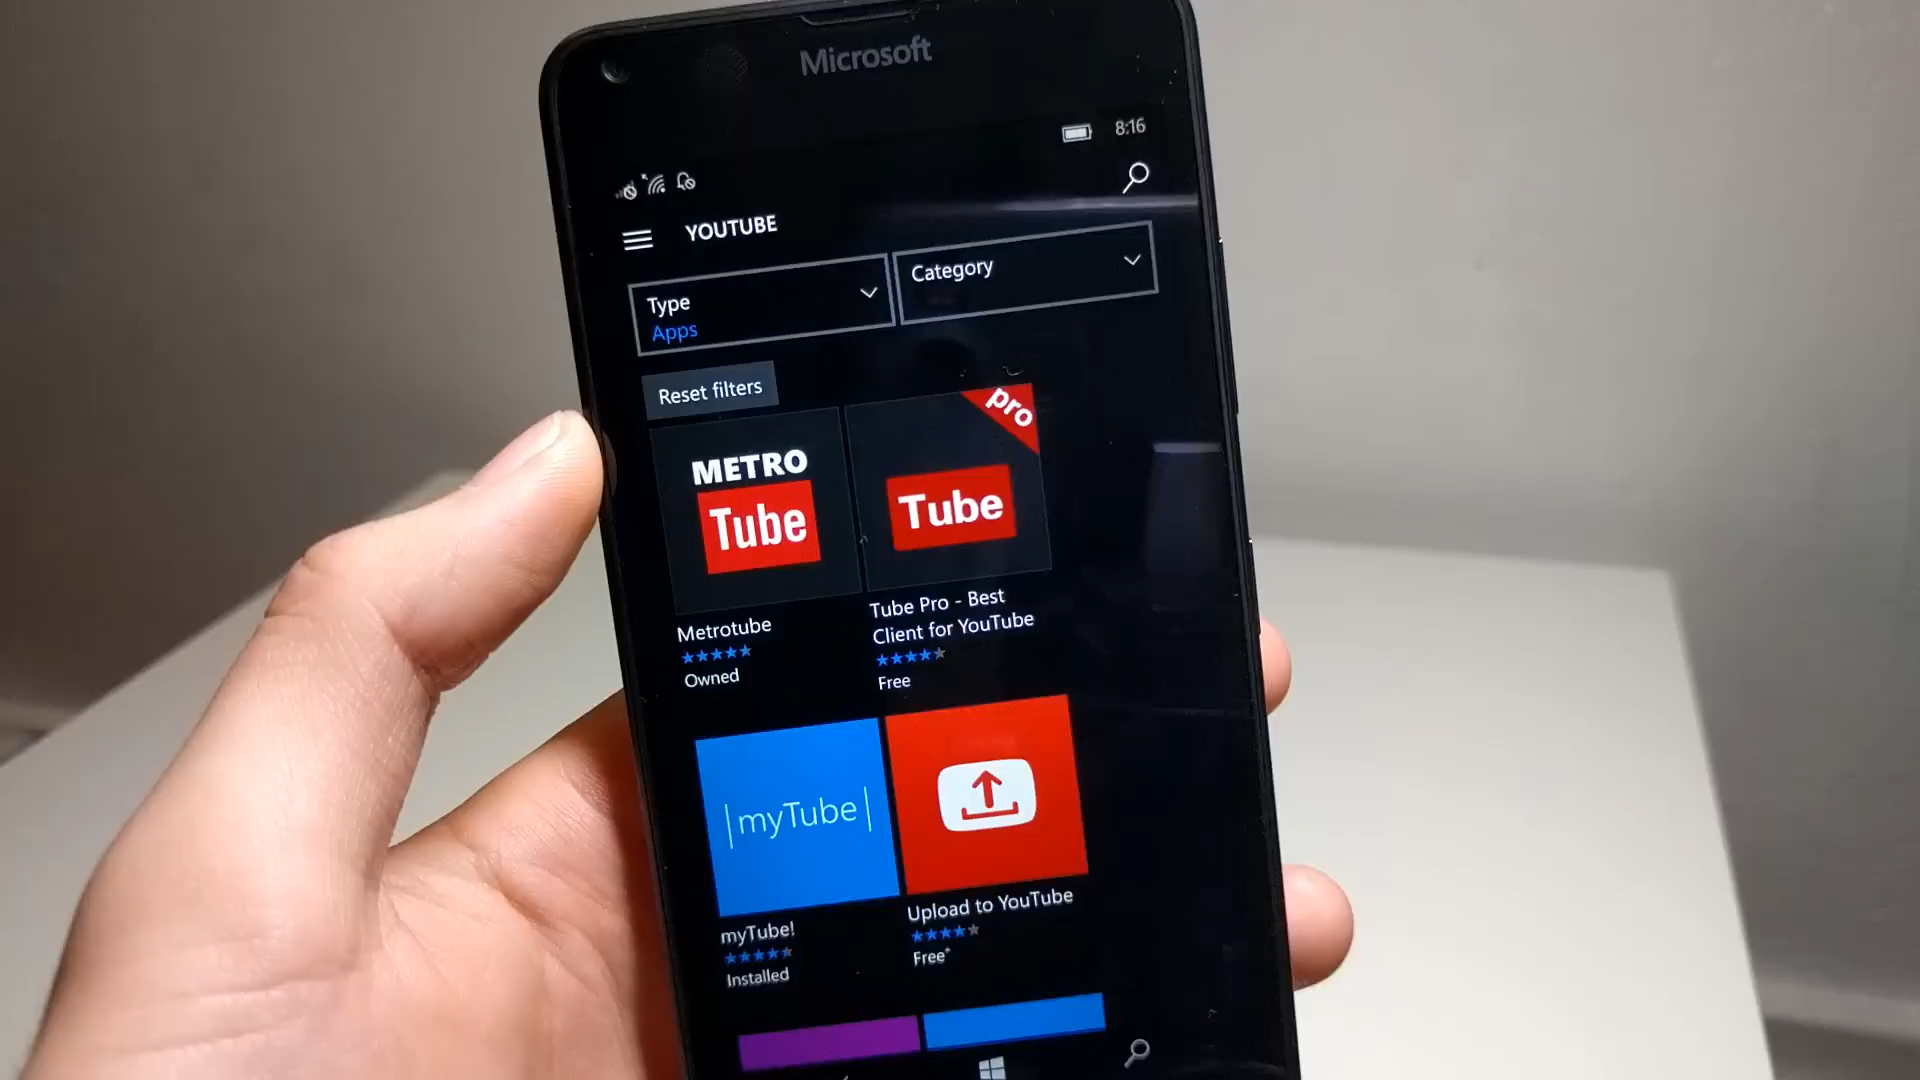 Microsoft
8:16
YOUTUBE
Type
Apps
Category
Reset filters
METRO
Tube
pro
Tube
Metrotube
Owned
Tube Pro - Best
Client for YouTube
Free
|myTube|
myTube!
Installed
Upload to YouTube
Free*